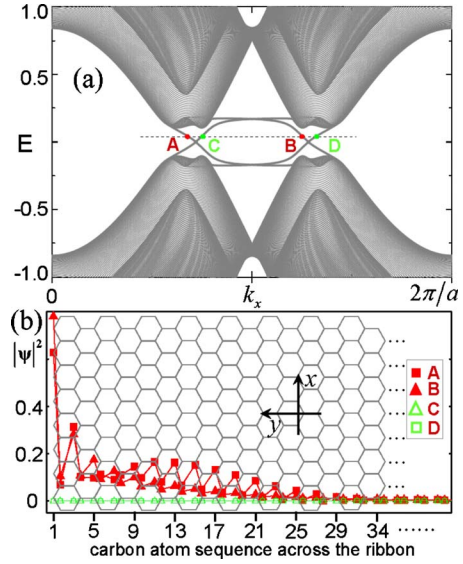 1
(a)
0.5
E 0
A C B D
-0.5
-1.0
0 k_x 2π/a
(b)
|ψ|²
A
B
C
D
x
y
0.4
0.2
0
1 5 9 13 17 21 25 29 34 ......
carbon atom sequence across the ribbon